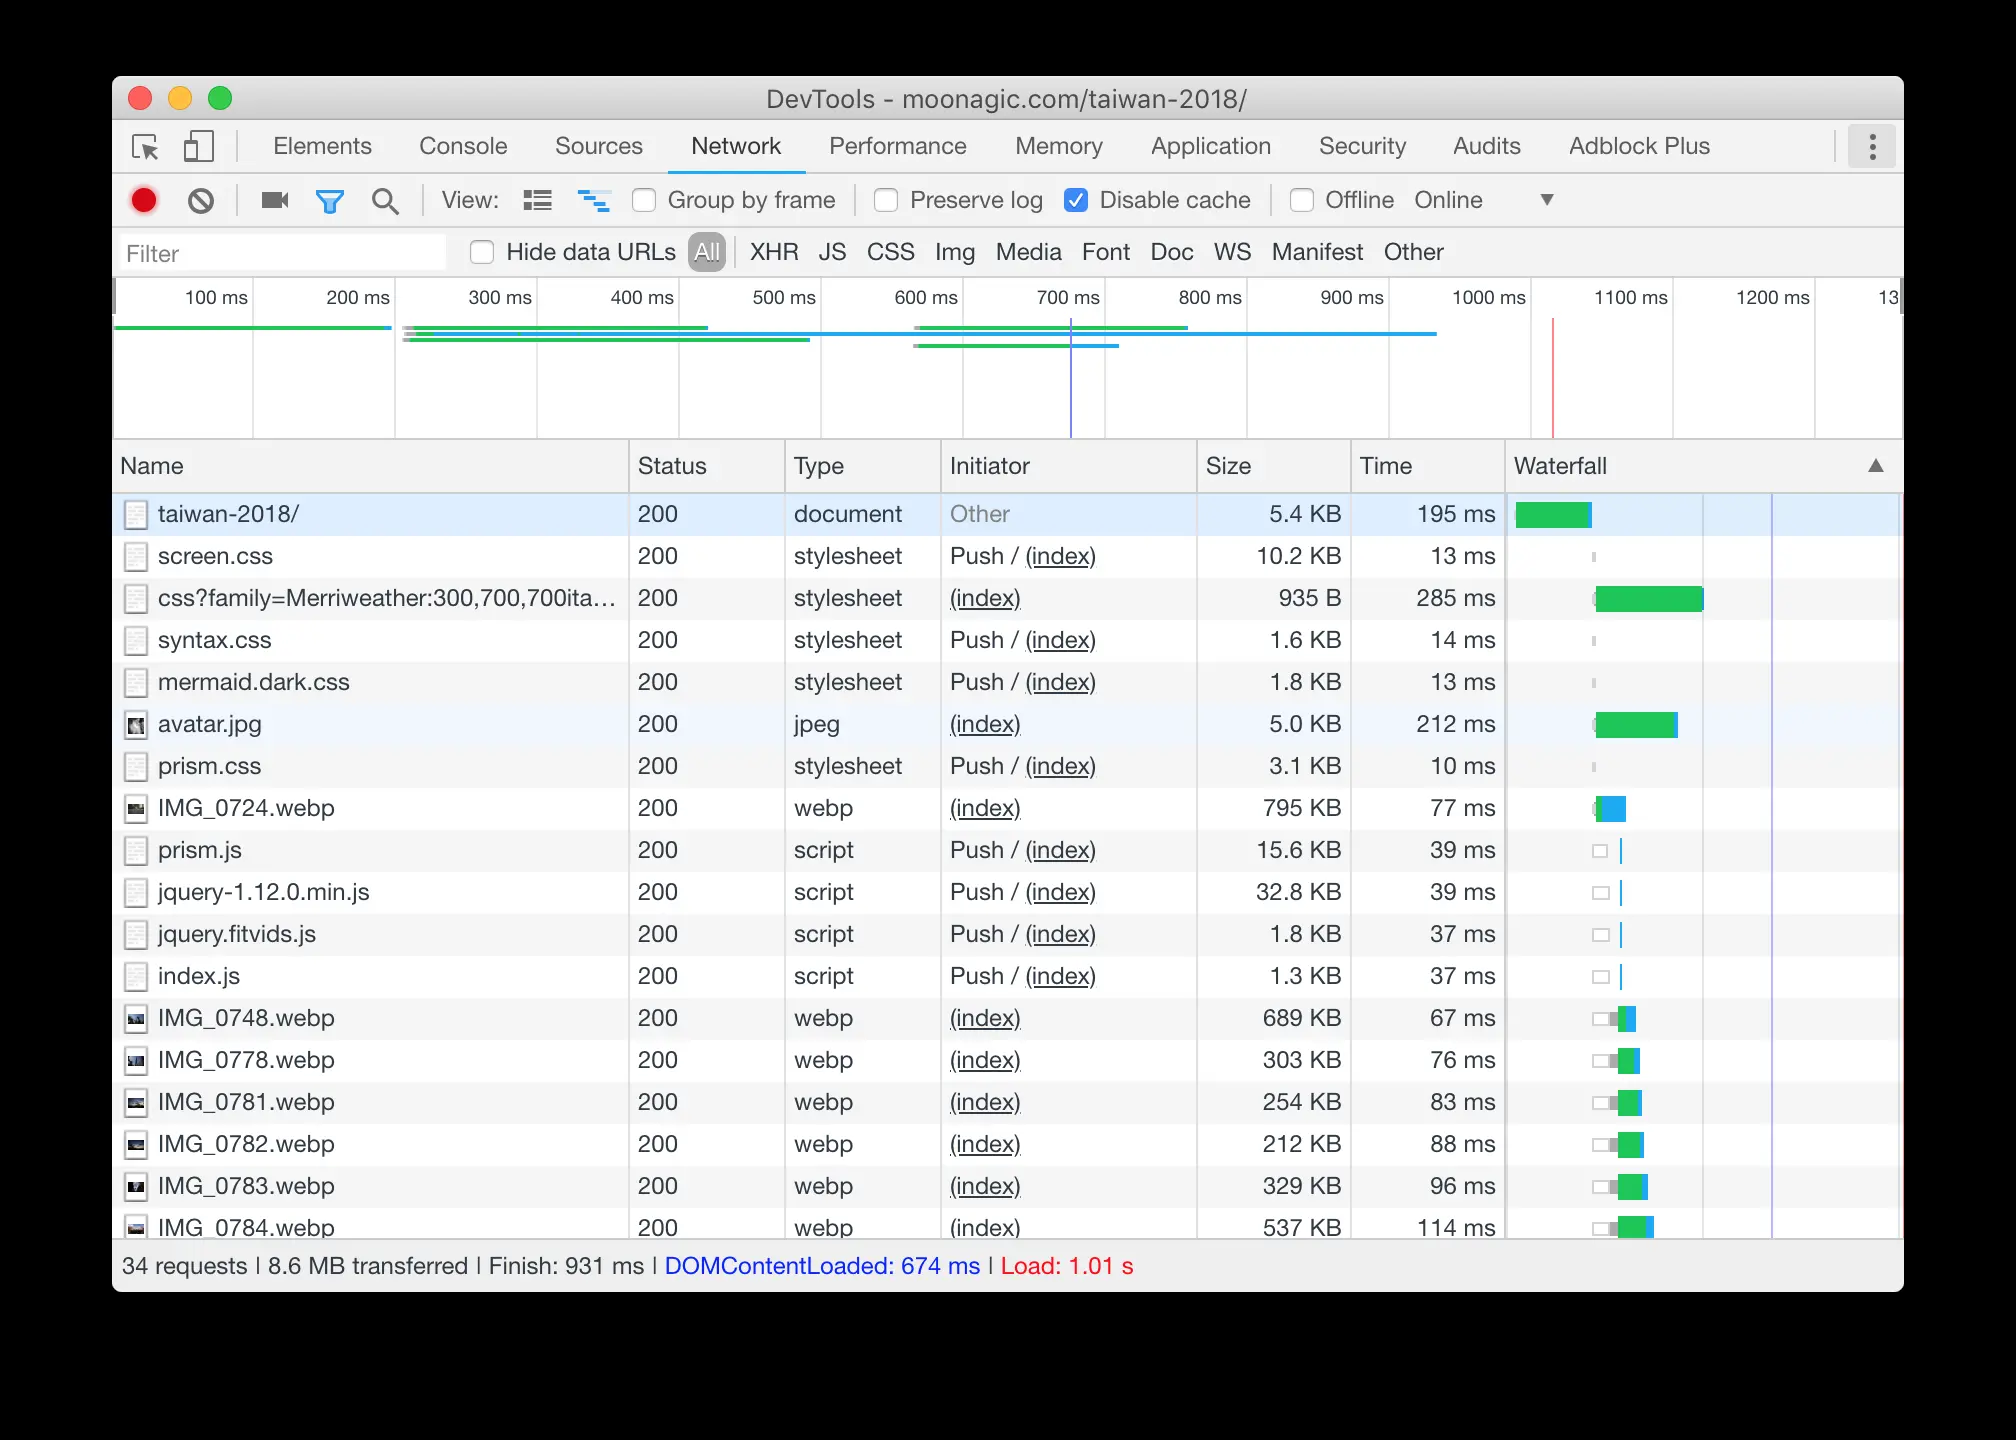 DevTools - moonagic.com/taiwan-2018/
Elements Console Sources Network Performance Memory Application Security Audits Adblock Plus
View: Group by frame Preserve log Disable cache Offline Online
Filter Hide data URLs All XHR JS CSS Img Media Font Doc WS Manifest Other
100 ms 200 ms 300 ms 400 ms 500 ms 600 ms 700 ms 800 ms 900 ms 1000 ms 1100 ms 1200 ms 13
Name Status Type Initiator Size Time Waterfall
taiwan-2018/ 200 document Other 5.4 KB 195 ms
screen.css 200 stylesheet Push / (index) 10.2 KB 13 ms
css?family=Merriweather:300,700,700ita… 200 stylesheet (index) 935 B 285 ms
syntax.css 200 stylesheet Push / (index) 1.6 KB 14 ms
mermaid.dark.css 200 stylesheet Push / (index) 1.8 KB 13 ms
avatar.jpg 200 jpeg (index) 5.0 KB 212 ms
prism.css 200 stylesheet Push / (index) 3.1 KB 10 ms
IMG_0724.webp 200 webp (index) 795 KB 77 ms
prism.js 200 script Push / (index) 15.6 KB 39 ms
jquery-1.12.0.min.js 200 script Push / (index) 32.8 KB 39 ms
jquery.fitvids.js 200 script Push / (index) 1.8 KB 37 ms
index.js 200 script Push / (index) 1.3 KB 37 ms
IMG_0748.webp 200 webp (index) 689 KB 67 ms
IMG_0778.webp 200 webp (index) 303 KB 76 ms
IMG_0781.webp 200 webp (index) 254 KB 83 ms
IMG_0782.webp 200 webp (index) 212 KB 88 ms
IMG_0783.webp 200 webp (index) 329 KB 96 ms
IMG_0784.webp 200 webp (index) 537 KB 114 ms
34 requests | 8.6 MB transferred | Finish: 931 ms | DOMContentLoaded: 674 ms | Load: 1.01 s